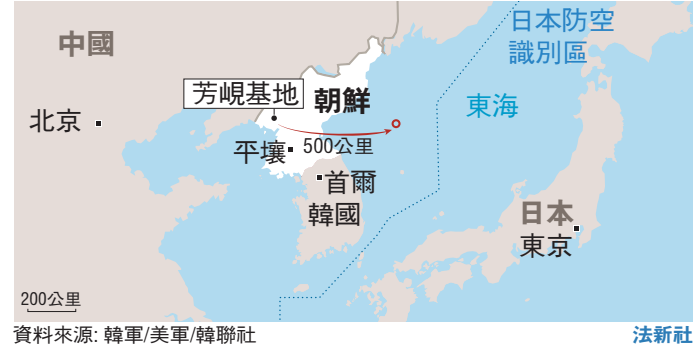 日本防空
識別區
中國
東海
芳峴基地
朝鮮
北京
平壤
500公里
首爾
韓國
日本
東京
200公里
資料來源: 韓軍/美軍/韓聯社
法新社